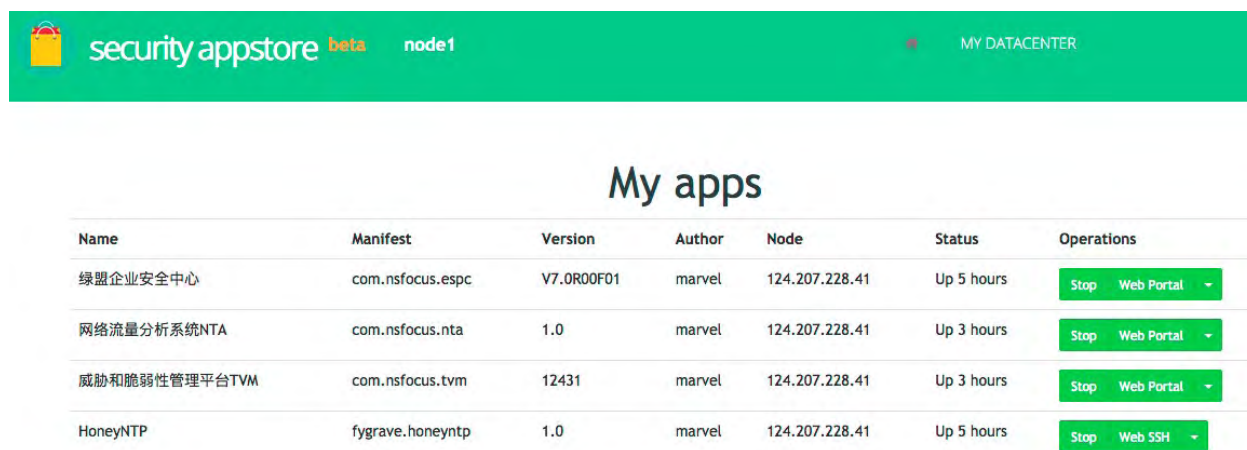 security appstore beta node1 MY DATACENTER
My apps
Name Manifest Version Author Node Status Operations
绿盟企业安全中心 com.nsfocus.espc V7.0R00F01 marvel 124.207.228.41 Up 5 hours Stop Web Portal
网络流量分析系统NTA com.nsfocus.nta 1.0 marvel 124.207.228.41 Up 3 hours Stop Web Portal
威胁和脆弱性管理平台TVM com.nsfocus.tvm 12431 marvel 124.207.228.41 Up 3 hours Stop Web Portal
HoneyNTP fygrave.honeyntp 1.0 marvel 124.207.228.41 Up 5 hours Stop Web SSH